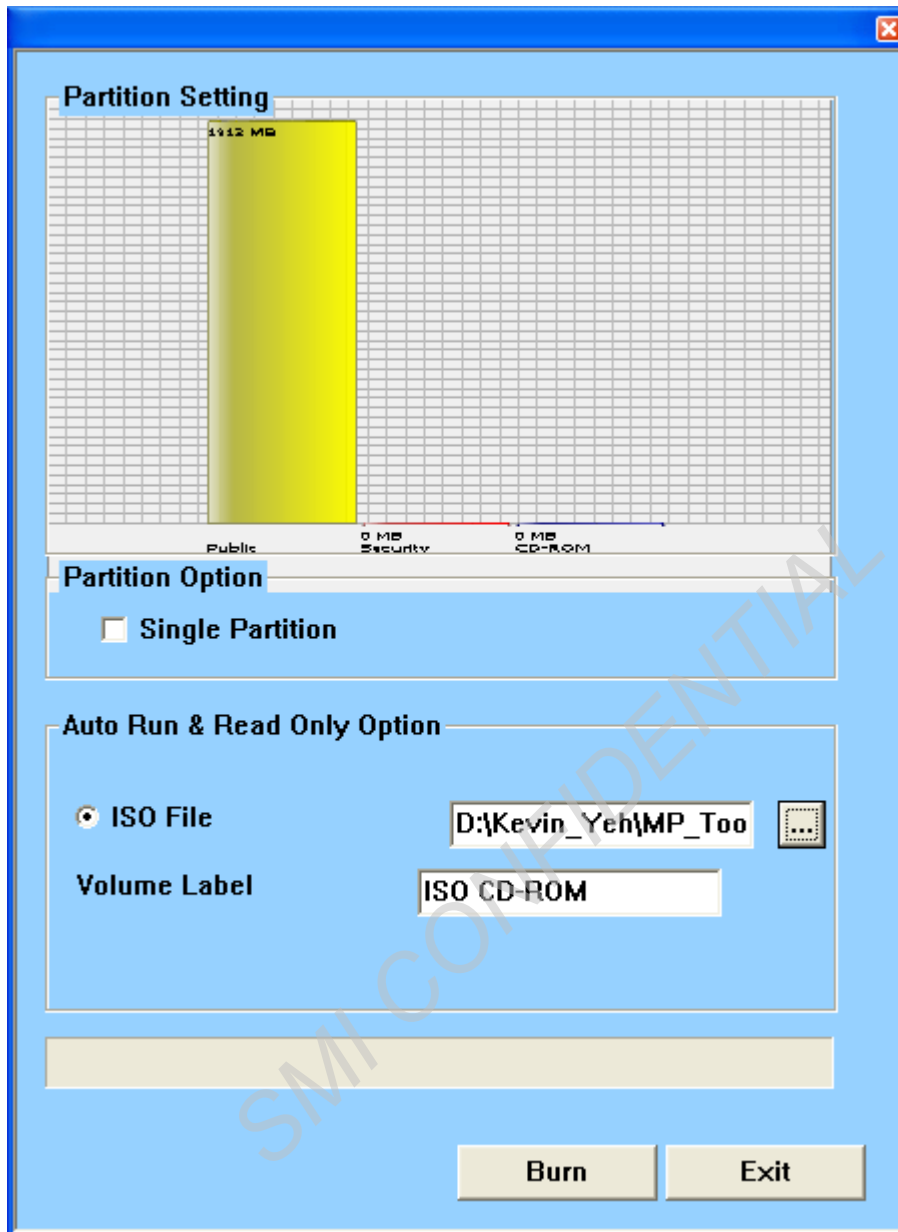 Partition Setting
1912 MB
0 MB
0 MB
Public
Security
CD-ROM
Partition Option
Single Partition
Auto Run & Read Only Option
ISO File
D:\Kevin_Yeh\MP_Too
...
Volume Label
ISO CD-ROM
SMI CONFIDENTIAL
Burn
Exit